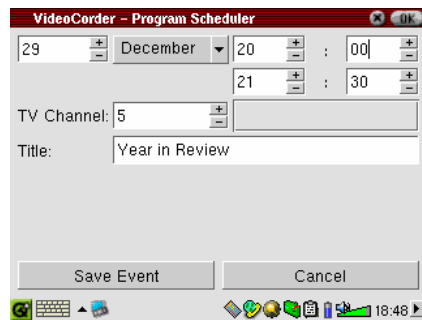 VideoCorder – Program Scheduler OK
29 December 20 : 00
21 : 30
TV Channel: 5
Title: Year in Review
Save Event Cancel
18:48